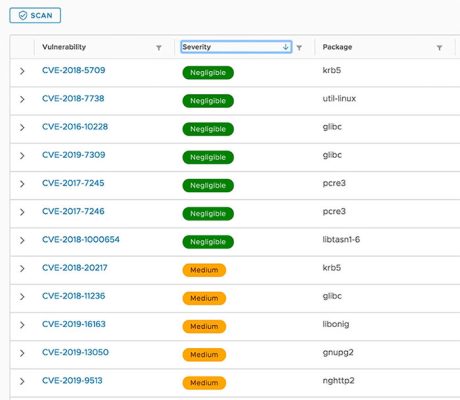 SCAN
Vulnerability Severity Package
CVE-2018-5709 Negligible krb5
CVE-2018-7738 Negligible util-linux
CVE-2016-10228 Negligible glibc
CVE-2019-7309 Negligible glibc
CVE-2017-7245 Negligible pcre3
CVE-2017-7246 Negligible pcre3
CVE-2018-1000654 Negligible libtasn1-6
CVE-2018-20217 Medium krb5
CVE-2018-11236 Medium glibc
CVE-2019-16163 Medium libonig
CVE-2019-13050 Medium gnupg2
CVE-2019-9513 Medium nghttp2